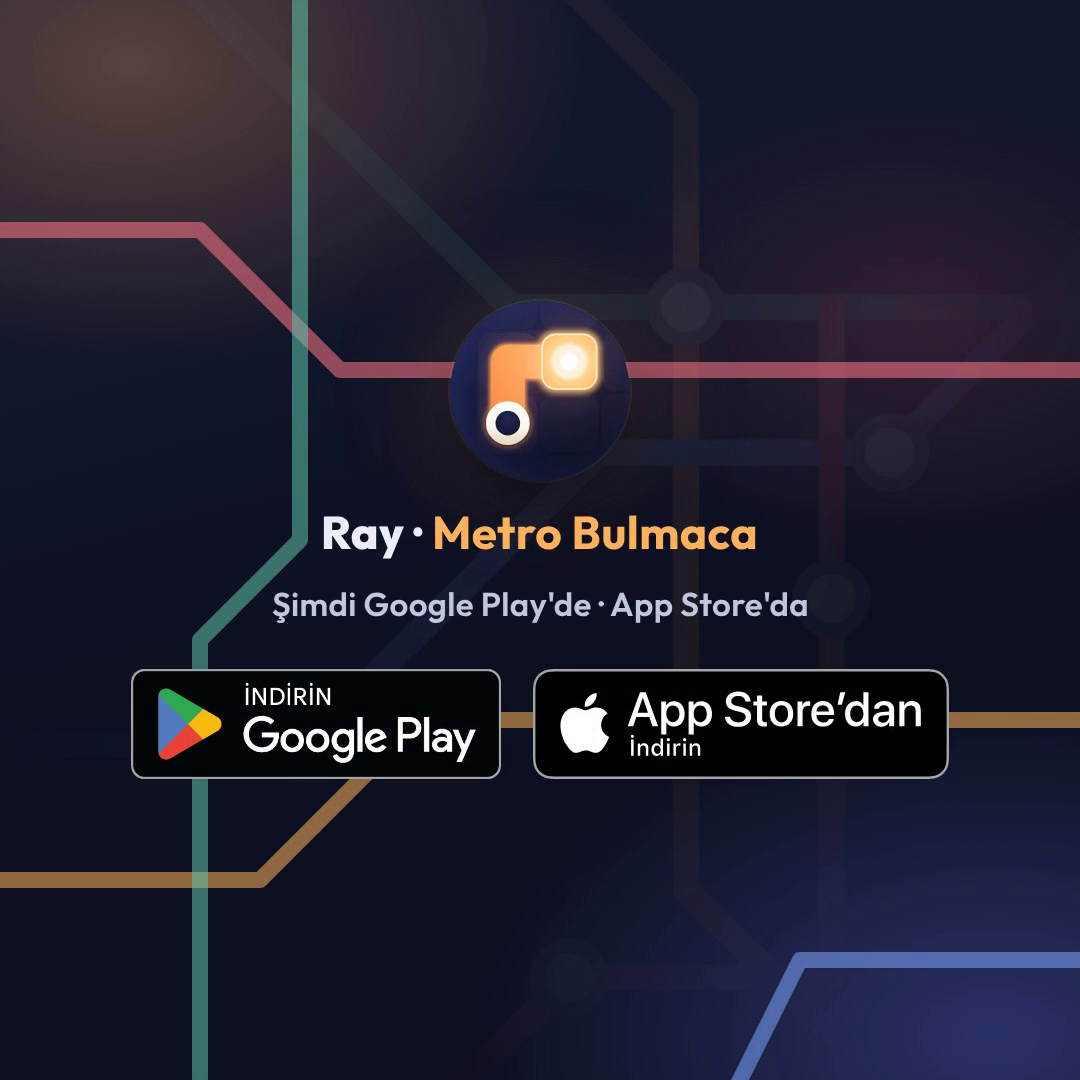 Ray · Metro Bulmaca
Şimdi Google Play'de · App Store'da
İNDİRİN
Google Play
App Store’dan
İndirin